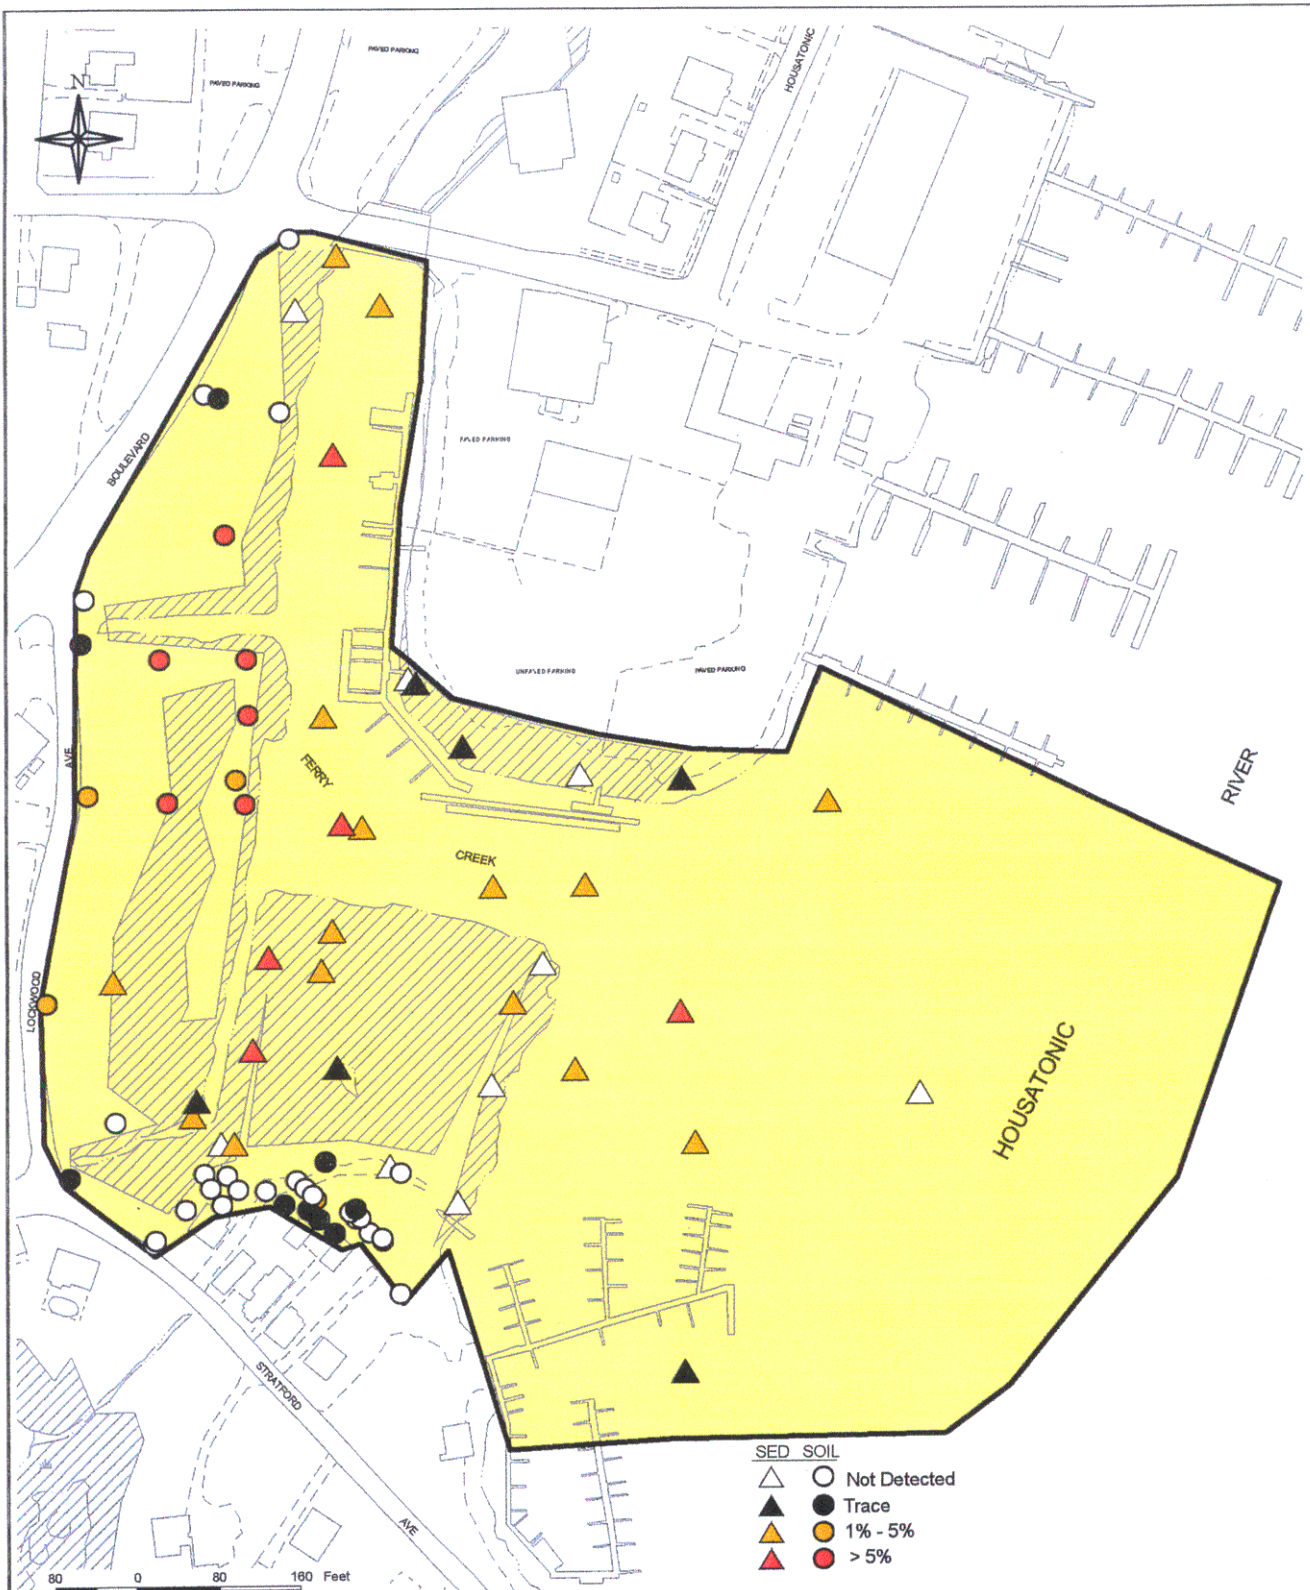 PAVED PARKING
PAVED PARKING
N
HOUSATONIC
BOULEVARD
PAVED PARKING
UNPAVED PARKING
PAVED PARKING
RIVER
AVE
FERRY
CREEK
LOCKWOOD
HOUSATONIC
STRATFORD
AVE
SED SOIL
Not Detected
Trace
1% - 5%
> 5%
80 0 80 160 Feet